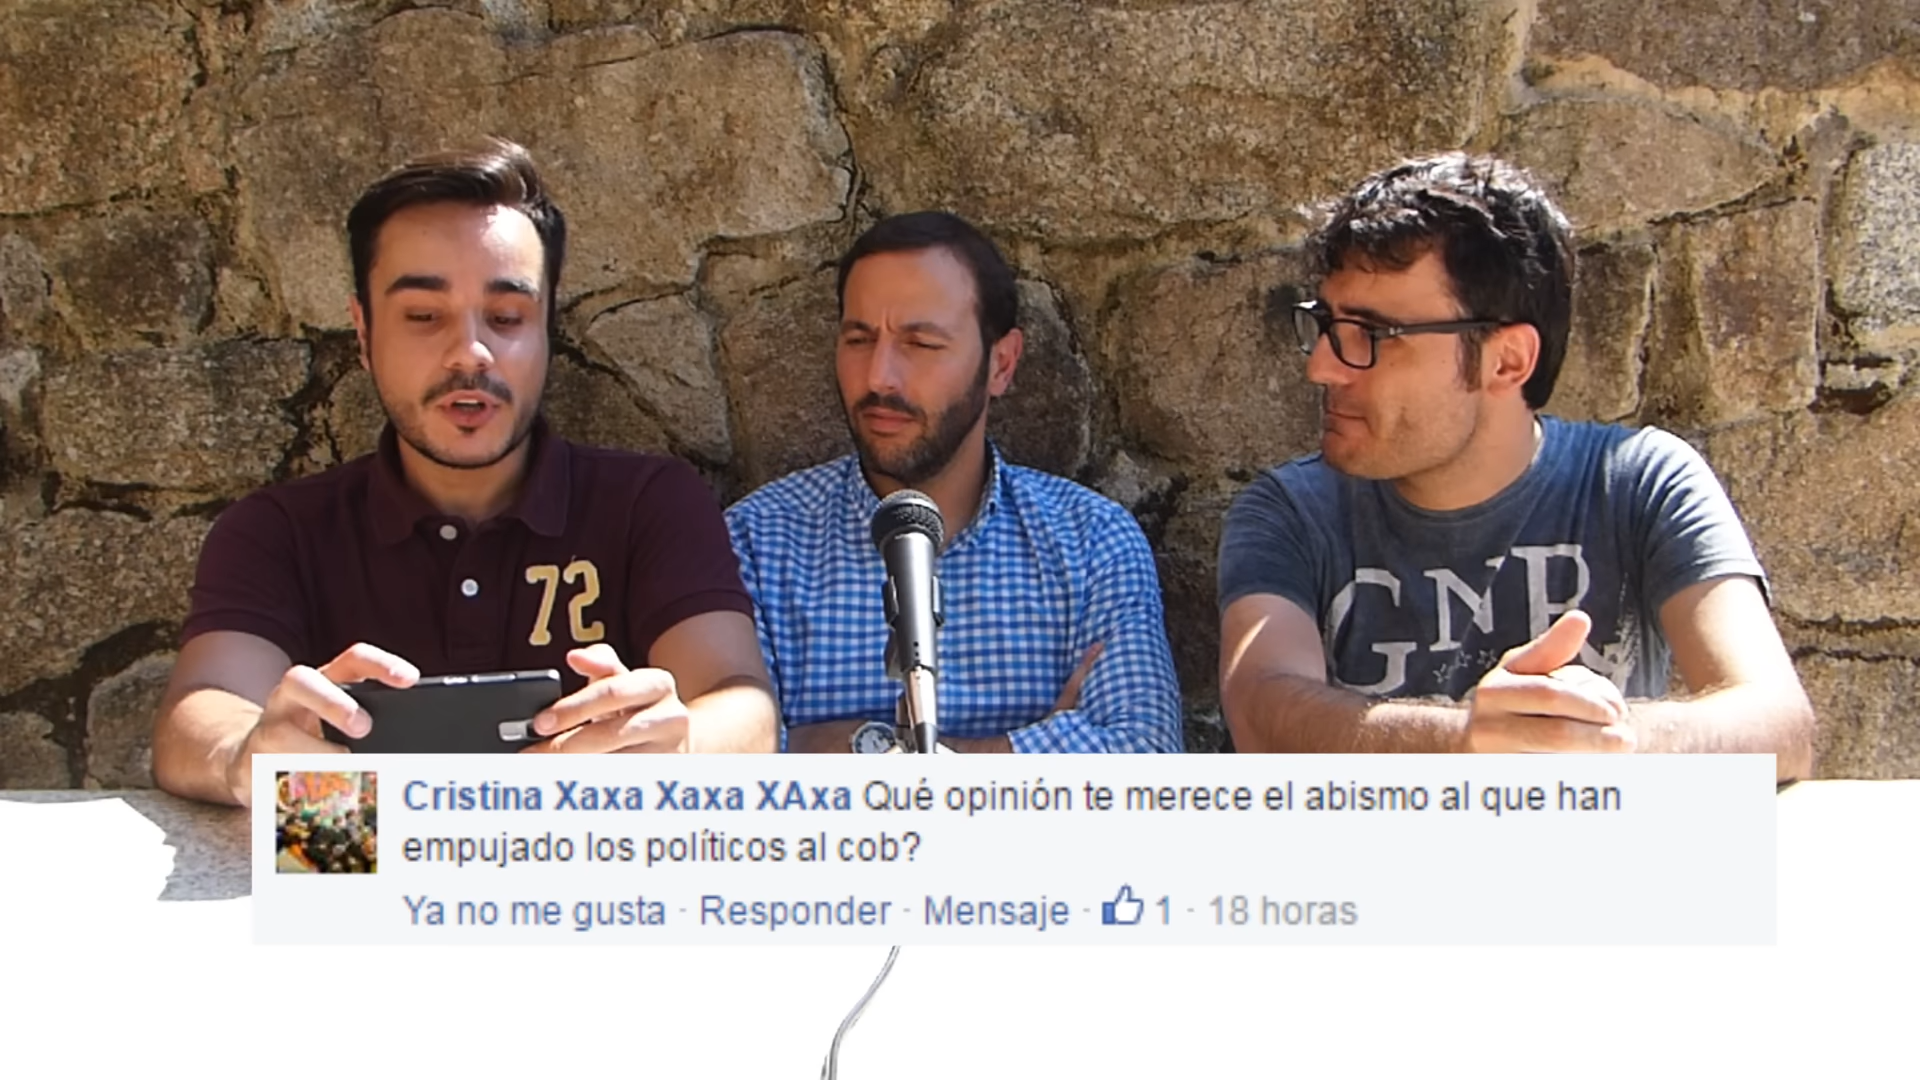 72
GNR
Cristina Xaxa Xaxa XAxa Qué opinión te merece el abismo al que han
empujado los políticos al cob?
Ya no me gusta · Responder · Mensaje · 1 · 18 horas